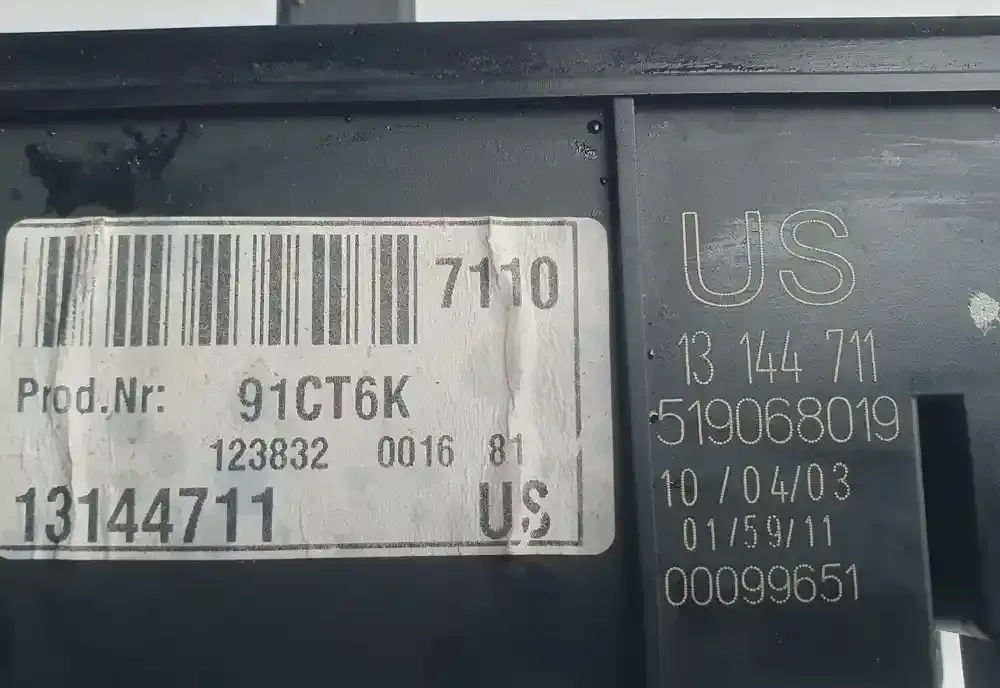 7110
Prod.Nr: 91CT6K
123832 0016 81
13144711 US
US
13 144 711
519068019
10 /04/03
01/59/11
00099651